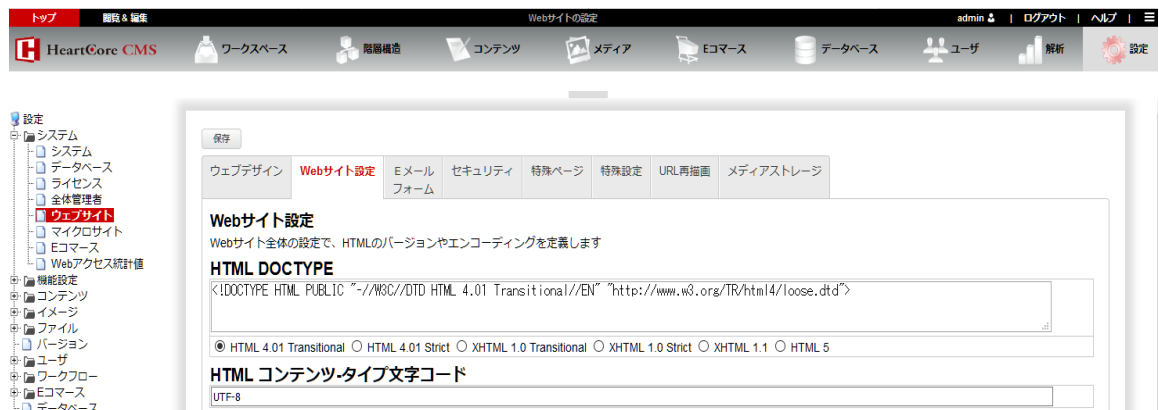 トップ 閲覧 & 編集 Webサイトの設定 admin | ログアウト | ヘルプ |
HeartCore CMS ワークスペース 階層構造 コンテンツ メディア Eコマース データベース ユーザ 解析 設定
設定
システム
システム
データベース
ライセンス
全体管理者
ウェブサイト
マイクロサイト
Eコマース
Webアクセス統計値
機能設定
コンテンツ
イメージ
ファイル
バージョン
ユーザ
ワークフロー
Eコマース
データベース
保存
ウェブデザイン Webサイト設定 Eメール セキュリティ 特殊ページ 特殊設定 URL再描画 メディアストレージ
フォーム
Webサイト設定
Webサイト全体の設定で、HTMLのバージョンやエンコーディングを定義します
HTML DOCTYPE
<!DOCTYPE HTML PUBLIC "-//W3C//DTD HTML 4.01 Transitional//EN" "http://www.w3.org/TR/html4/loose.dtd">
HTML 4.01 Transitional HTML 4.01 Strict XHTML 1.0 Transitional XHTML 1.0 Strict XHTML 1.1 HTML 5
HTML コンテンツ-タイプ文字コード
UTF-8